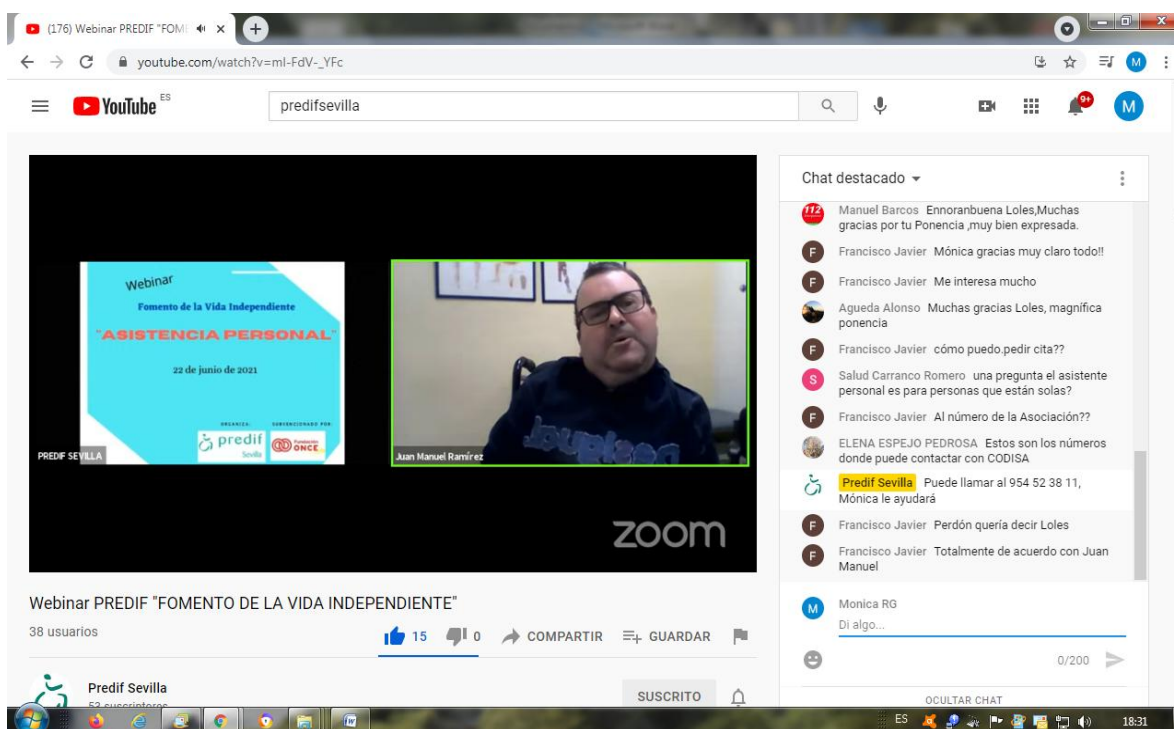 (176) Webinar PREDIF "FOM
youtube.com/watch?v=ml-FdV-_YFc
M
YouTube ES
predifsevilla
9+
M
Webinar
Fomento de la Vida Independiente
"ASISTENCIA PERSONAL"
22 de junio de 2021
ORGANIZA:
SUBVENCIONADO POR:
predif
Sevilla
Fundación
ONCE
PREDIF SEVILLA
Juan Manuel Ramírez
zoom
Webinar PREDIF "FOMENTO DE LA VIDA INDEPENDIENTE"
38 usuarios
15
0
COMPARTIR
GUARDAR
Predif Sevilla
53 suscriptores
SUSCRITO
Chat destacado
112
Manuel Barcos Ennoranbuena Loles,Muchas
gracias por tu Ponencia ,muy bien expresada.
F
Francisco Javier Mónica gracias muy claro todo!!
F
Francisco Javier Me interesa mucho
Agueda Alonso Muchas gracias Loles, magnífica
ponencia
F
Francisco Javier cómo puedo.pedir cita??
S
Salud Carranco Romero una pregunta el asistente
personal es para personas que están solas?
F
Francisco Javier Al número de la Asociación??
ELENA ESPEJO PEDROSA Estos son los números
donde puede contactar con CODISA
Predif Sevilla Puede llamar al 954 52 38 11,
Mónica le ayudará
F
Francisco Javier Perdón quería decir Loles
F
Francisco Javier Totalmente de acuerdo con Juan
Manuel
M
Monica RG
Di algo...
0/200
OCULTAR CHAT
ES
18:31